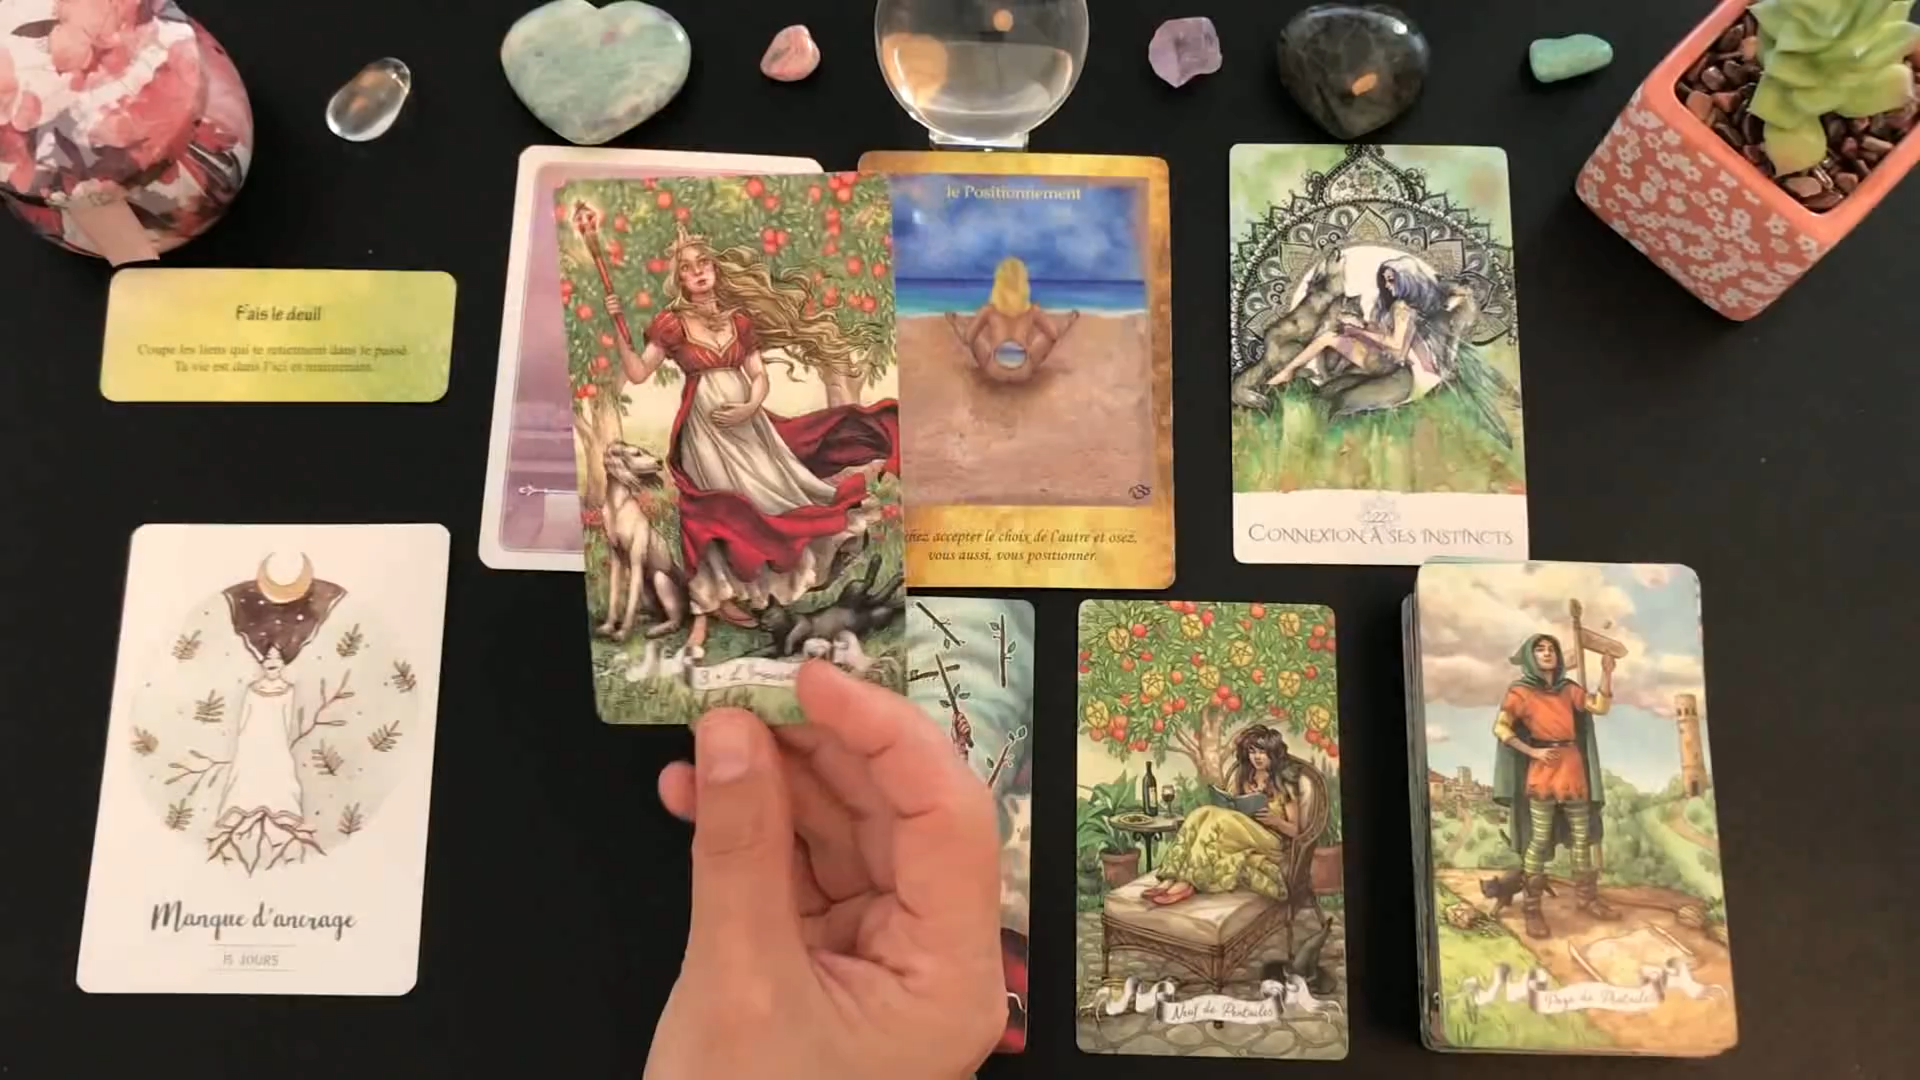 le Positionnement
Fais le deuil
Coupe les liens qui te retiennent dans le passé.
Ta vie est dans l'ici et maintenant.
accepter le choix de l'autre et osez,
vous aussi, vous positionner.
22
CONNEXION À SES INSTINCTS
3 • L'Impératrice
Manque d'ancrage
15 JOURS
Neuf de Pentacles
Page de Pentacles